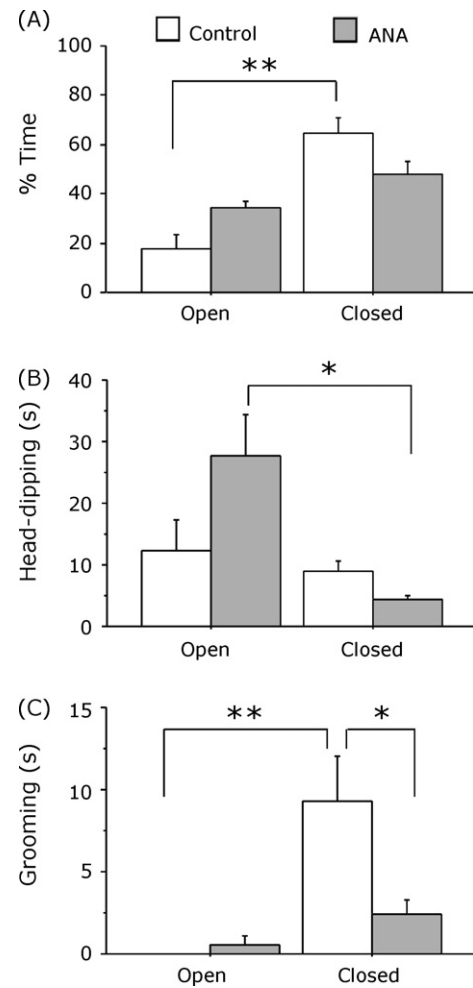 (A)
Control ANA
100
80
60
40
20
0
% Time
**
Open Closed
(B)
40
30
20
10
0
Head-dipping (s)
*
Open Closed
(C)
15
10
5
0
Grooming (s)
** *
Open Closed